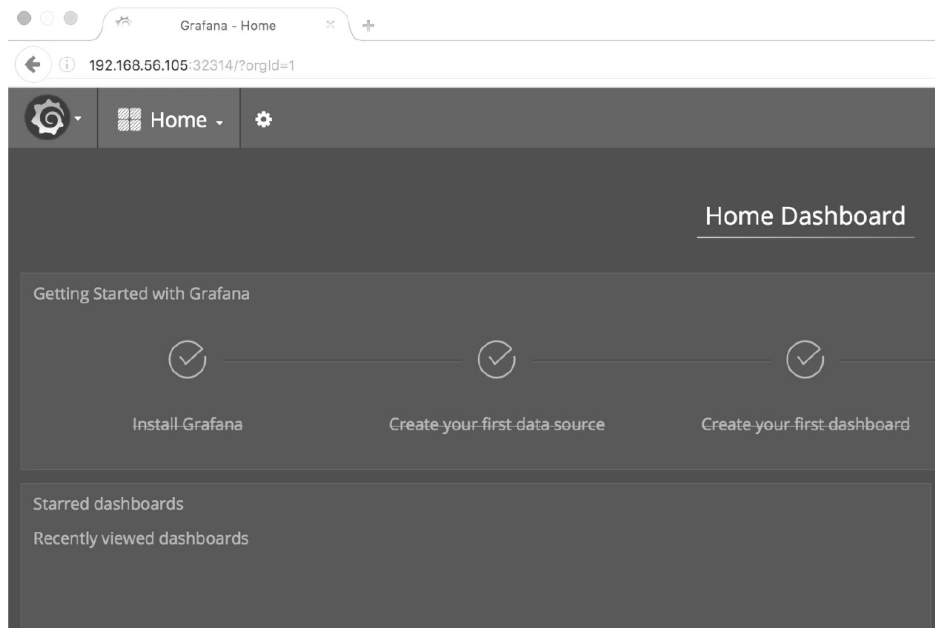 Grafana - Home
192.168.56.105:32314/?orgId=1
Home
Home Dashboard
Getting Started with Grafana
Install Grafana Create your first data source Create your first dashboard
Starred dashboards
Recently viewed dashboards